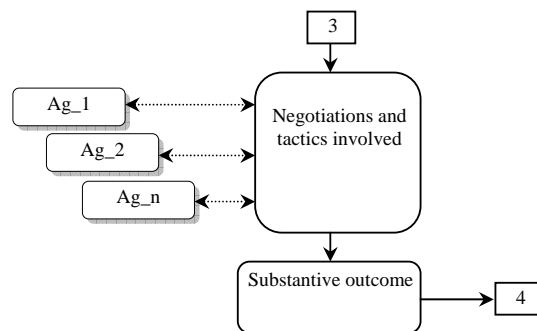 3
Ag_1
Negotiations and
tactics involved
Ag_2
Ag_n
Substantive outcome
4